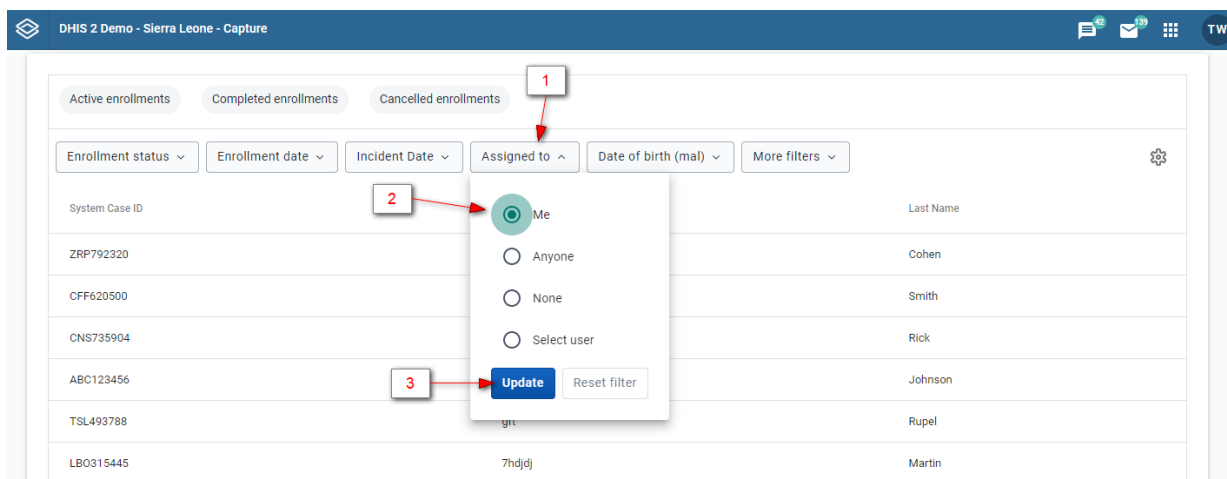 DHIS 2 Demo - Sierra Leone - Capture 42 139 TW
1
Active enrollments Completed enrollments Cancelled enrollments
Enrollment status Enrollment date Incident Date Assigned to Date of birth (mal) More filters
System Case ID Last Name
2
Me
ZRP792320 Cohen
Anyone
CFF620500 Smith
None
CNS735904 Rick
Select user
ABC123456 Johnson
3 Update Reset filter
TSL493788 Rupel
LBO315445 7hdjdj Martin